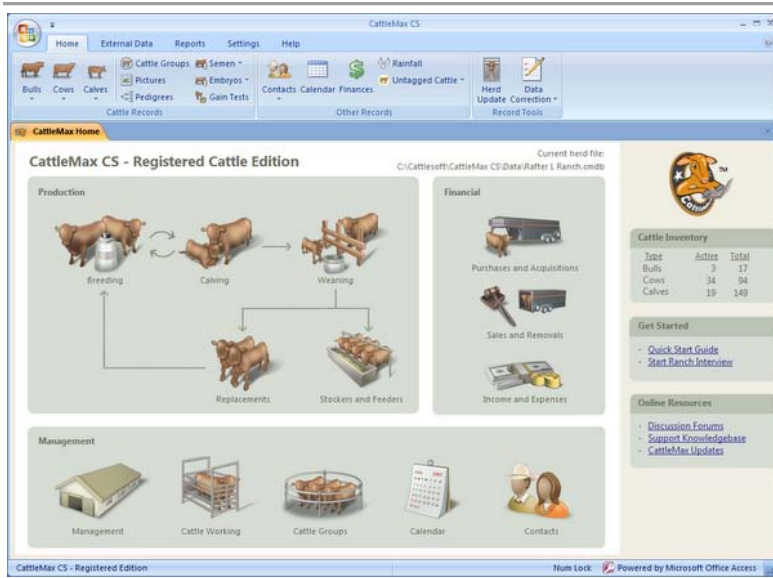 CattleMax CS
Home External Data Reports Settings Help
Bulls Cows Calves
Cattle Groups Semen
Pictures Embryos
Pedigrees Gain Tests
Cattle Records
Contacts Calendar Finances
Rainfall
Untagged Cattle
Other Records
Herd Update
Data Correction
Record Tools
CattleMax Home
CattleMax CS - Registered Cattle Edition
Current herd file:
C:\Cattlesoft\CattleMax CS\Data\Rafter L Ranch.cmdb
Production
Breeding
Calving
Weaning
Replacements
Stockers and Feeders
Financial
Purchases and Acquisitions
Sales and Removals
Income and Expenses
Management
Management
Cattle Working
Cattle Groups
Calendar
Contacts
TM
Cattlesoft
Cattle Inventory
Type Active Total
Bulls 3 17
Cows 34 94
Calves 19 149
Get Started
- Quick Start Guide
- Start Ranch Interview
Online Resources
- Discussion Forums
- Support Knowledgebase
- CattleMax Updates
CattleMax CS - Registered Edition
Num Lock
Powered by Microsoft Office Access